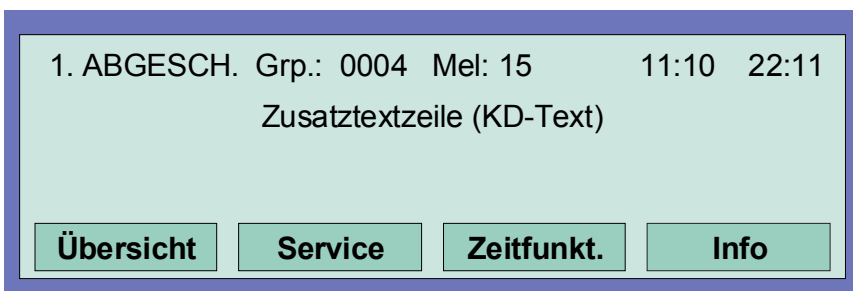 1. ABGESCH. Grp.: 0004 Mel: 15 11:10 22:11
Zusatztextzeile (KD-Text)
Übersicht Service Zeitfunkt. Info